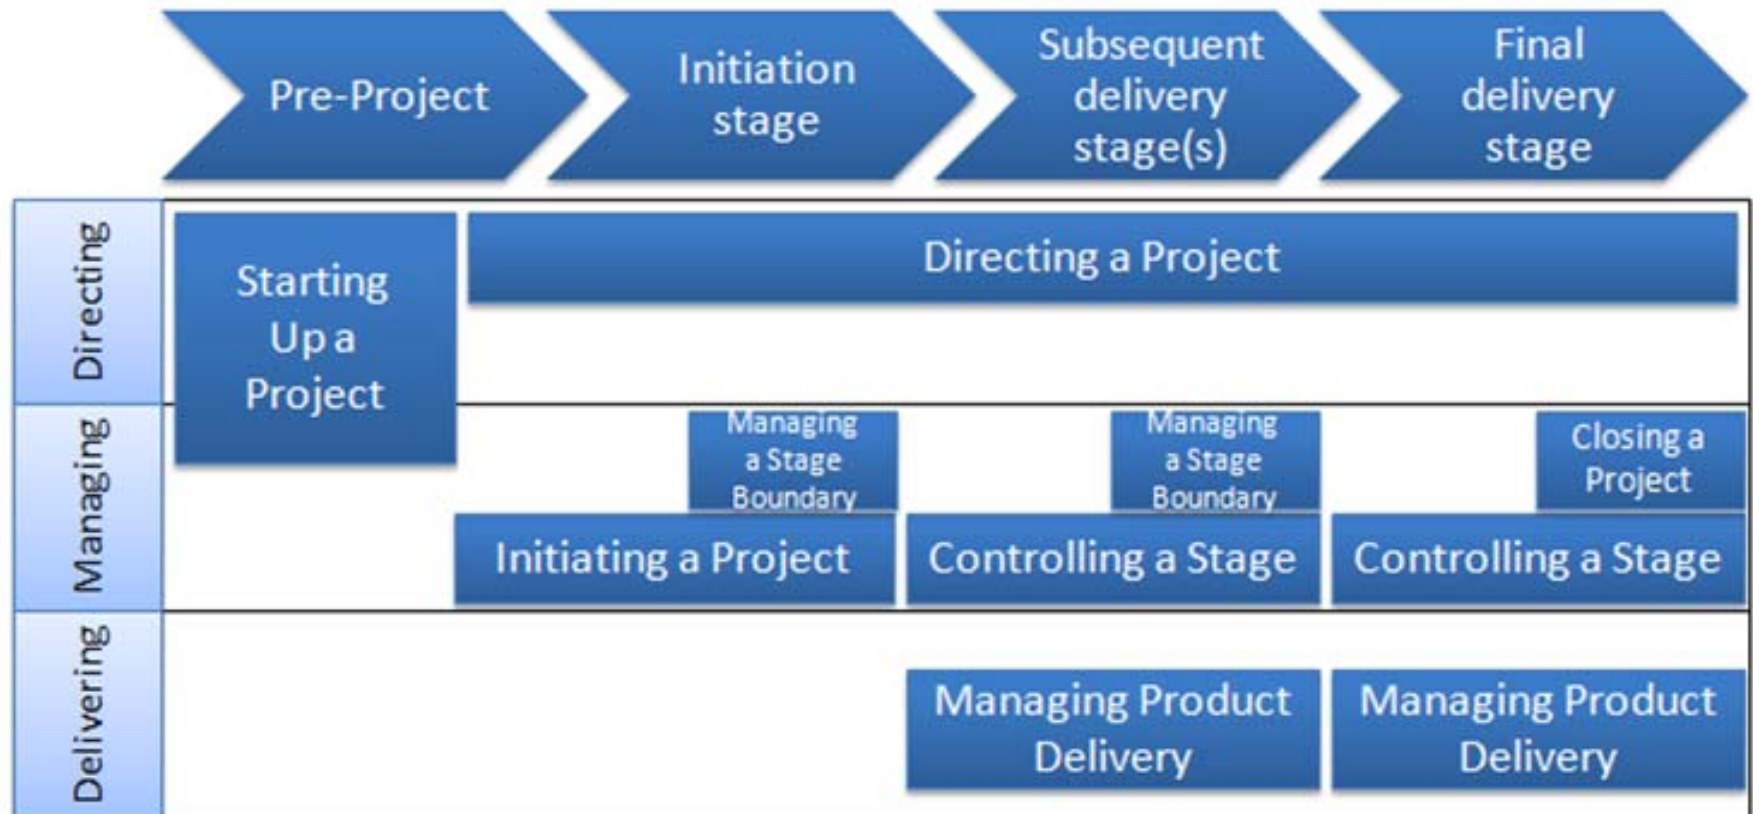 Pre-Project
Initiation
stage
Subsequent
delivery
stage(s)
Final
delivery
stage
Directing
Starting
Up a
Project
Directing a Project
Managing
Managing
a Stage
Boundary
Managing
a Stage
Boundary
Closing a
Project
Initiating a Project
Controlling a Stage
Controlling a Stage
Delivering
Managing Product
Delivery
Managing Product
Delivery